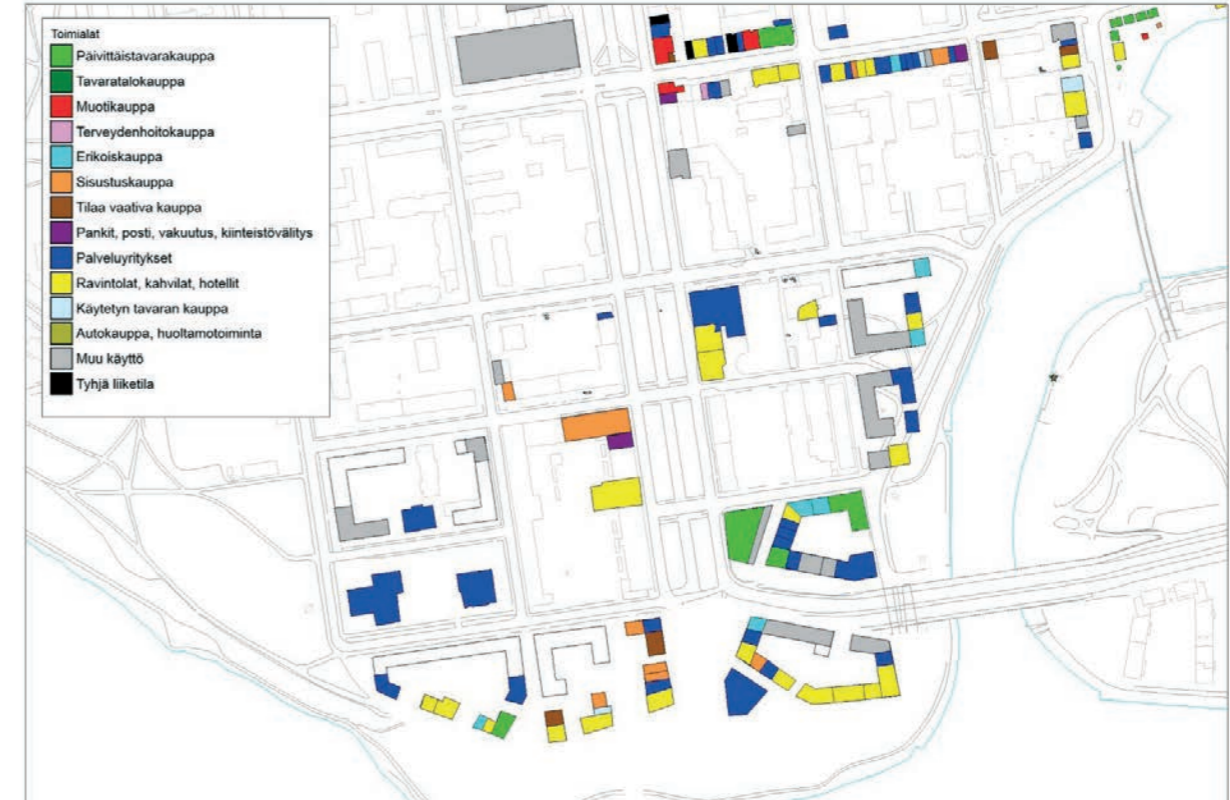 Toimialat
Päivittäistavarakauppa
Tavaratalokauppa
Muotikauppa
Terveydenhoitokauppa
Erikoiskauppa
Sisustuskauppa
Tilaa vaativa kauppa
Pankit, posti, vakuutus, kiinteistövälitys
Palveluyritykset
Ravintolat, kahvilat, hotellit
Käytetyn tavaran kauppa
Autokauppa, huoltamotoiminta
Muu käyttö
Tyhjä liiketila